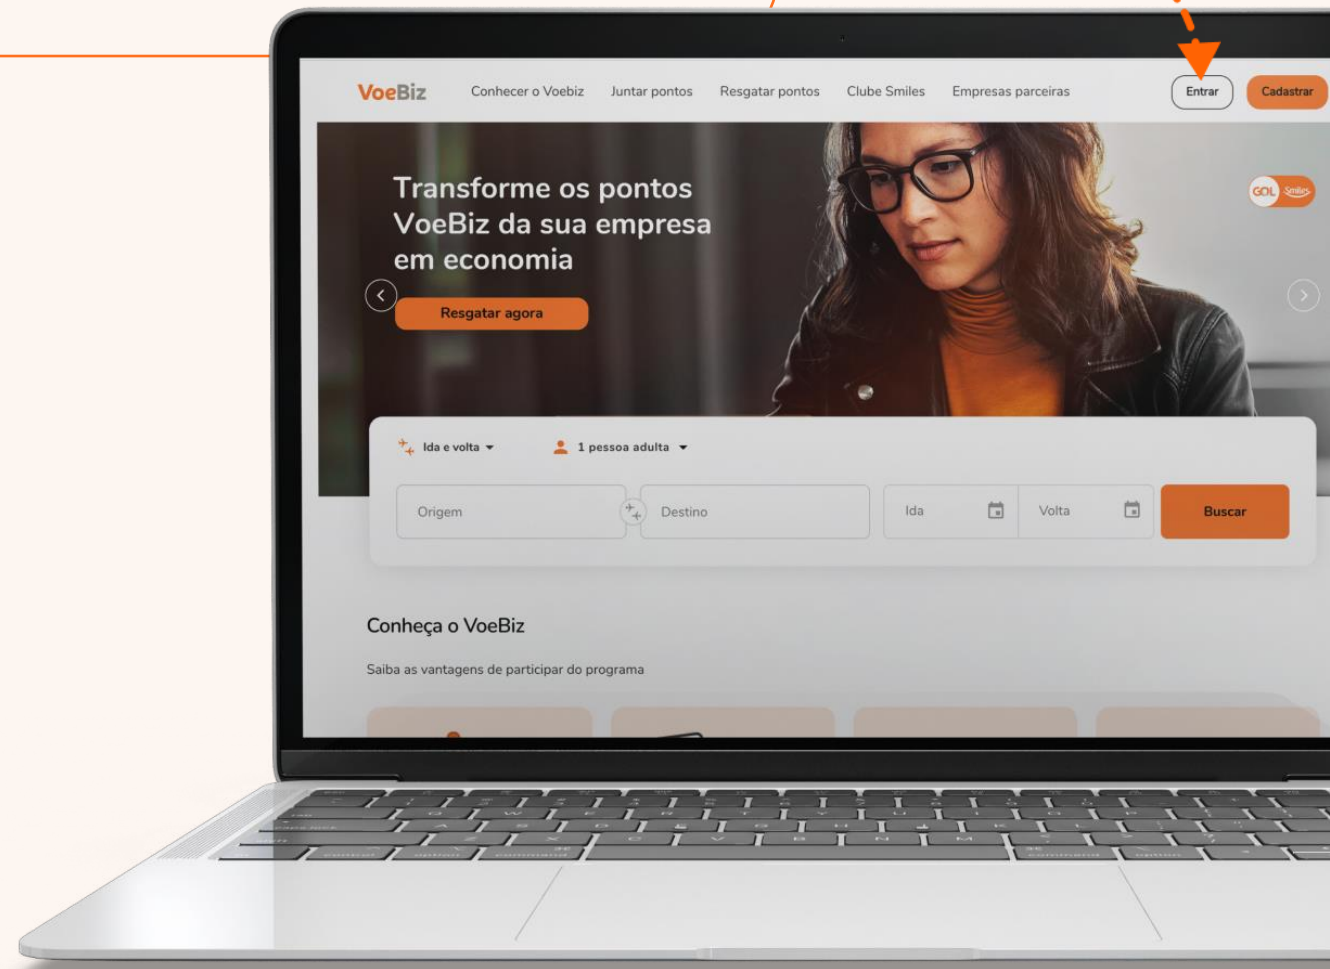 VoeBiz
Conhecer o Voebiz
Juntar pontos
Resgatar pontos
Clube Smiles
Empresas parceiras
Entrar
Cadastrar
Transforme os pontos
VoeBiz da sua empresa
em economia
GOL Smiles
Resgatar agora
Ida e volta
1 pessoa adulta
Origem
Destino
Ida
Volta
Buscar
Conheça o VoeBiz
Saiba as vantagens de participar do programa